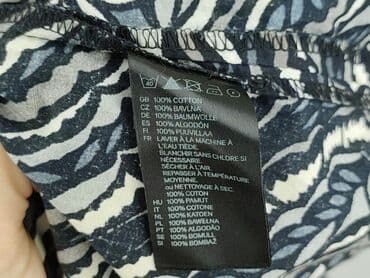 GB 100% COTTON
CZ 100% BAVLNA
DE 100% BAUMWOLLE
ES 100% ALGODÓN
FI 100% PUUVILLAA
FR LAVER À LA MACHINE À
L'EAU TIÈDE.
BLANCHIR SANS CHLORE SI
NÉCESSAIRE.
SÉCHER À L'AIR.
REPASSER À TEMPÉRATURE
MOYENNE.
OU NETTOYAGE À SEC.
100% COTON
HU 100% PAMUT
IT 100% COTONE
NL 100% KATOEN
PL 100% BAWEŁNA
PT 100% ALGODÃO
SE 100% BOMULL
SI 100% BOMBAŽ